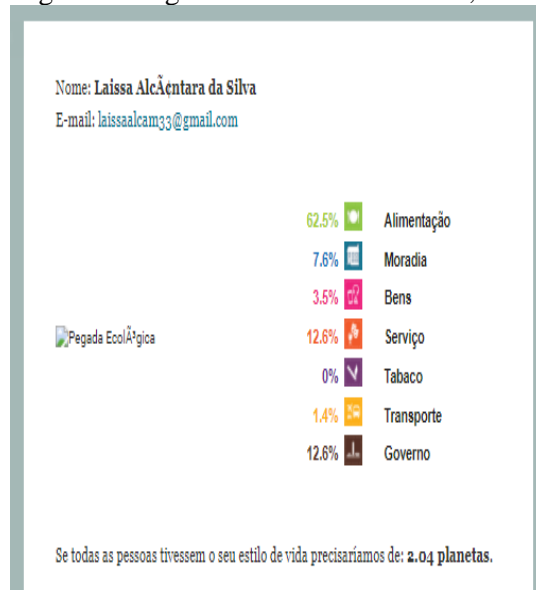 Nome: Laissa AlcÃ¢ntara da Silva
E-mail: laissaalcam33@gmail.com
62.5% Alimentação
7.6% Moradia
3.5% Bens
Pegada EcolÃ³gica
12.6% Serviço
0% Tabaco
1.4% Transporte
12.6% Governo
Se todas as pessoas tivessem o seu estilo de vida precisaríamos de: 2.04 planetas.